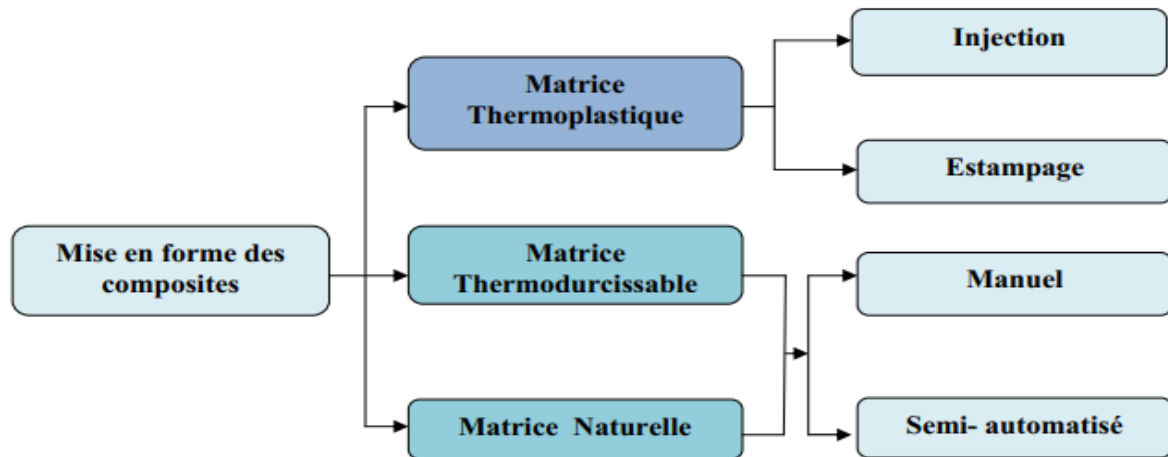 Injection
Matrice
Thermoplastique
Estampage
Mise en forme des
composites
Matrice
Thermodurcissable
Manuel
Matrice Naturelle
Semi- automatisé